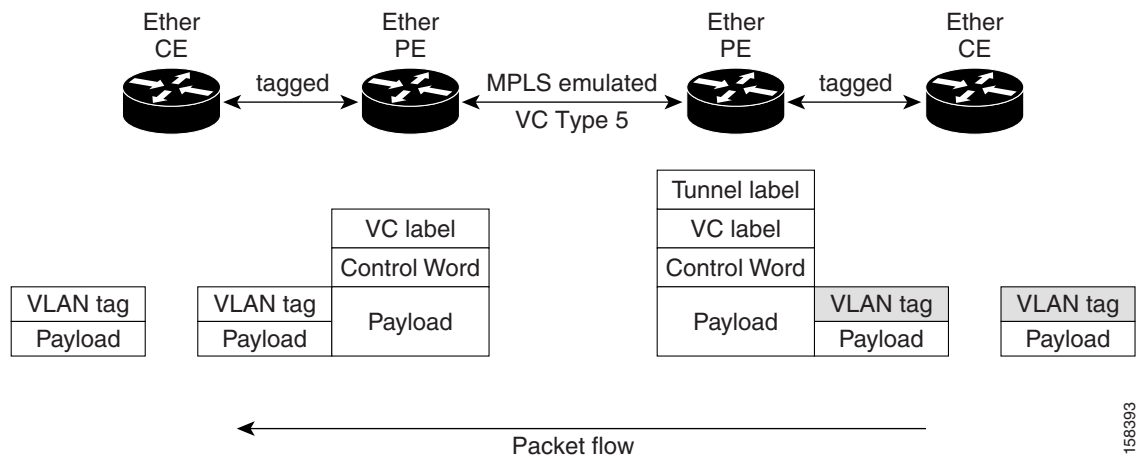 Ether
CE
Ether
PE
Ether
PE
Ether
CE
tagged
MPLS emulated
VC Type 5
tagged
Tunnel label
VC label
VC label
Control Word
Control Word
VLAN tag
VLAN tag
Payload
Payload
VLAN tag
VLAN tag
Payload
Payload
Payload
Payload
Packet flow
158393